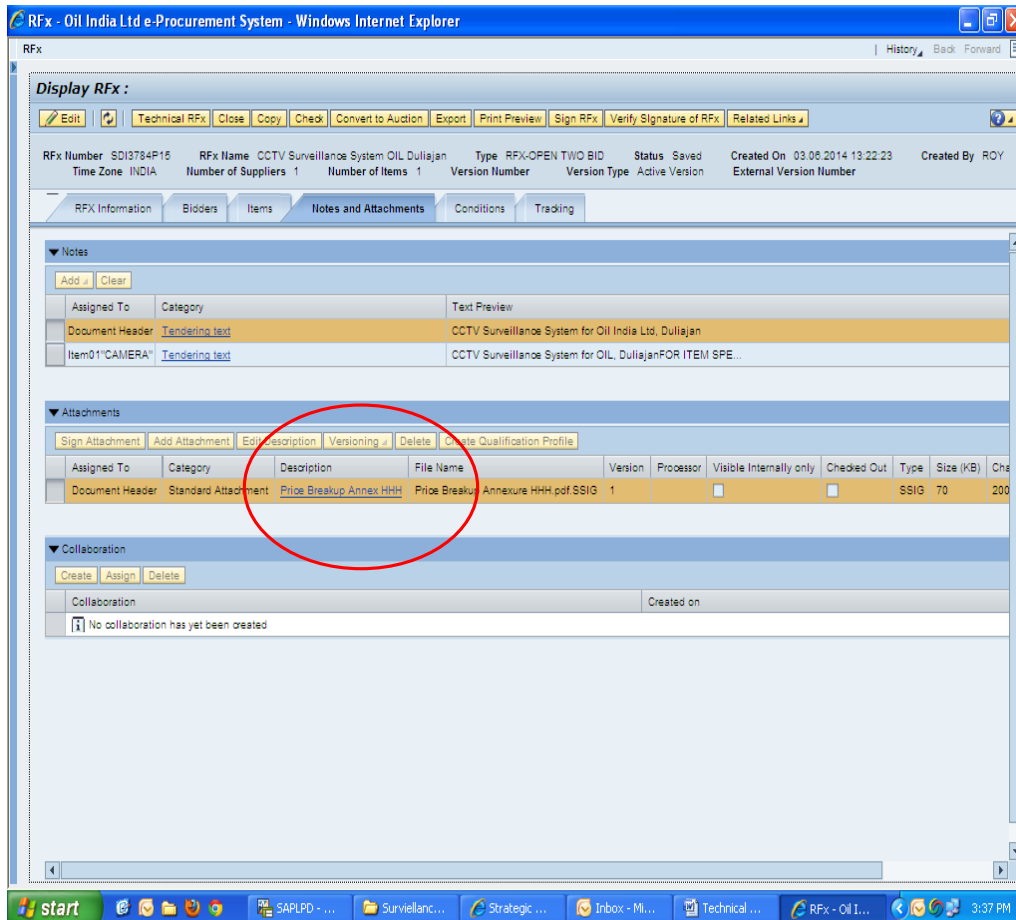 RFx - Oil India Ltd e-Procurement System - Windows Internet Explorer
RFx | History Back Forward
Display RFx :
Edit | Technical RFx Close Copy Check Convert to Auction Export Print Preview Sign RFx Verify SIgnature of RFx Related Links
RFx Number SDI3784P15 RFx Name CCTV Surveillance System OIL Duliajan Type RFX-OPEN TWO BID Status Saved Created On 03.06.2014 13:22:23 Created By ROY
Time Zone INDIA Number of Suppliers 1 Number of Items 1 Version Number Version Type Active Version External Version Number
RFX Information Bidders Items Notes and Attachments Conditions Tracking
Notes
Add Clear
Assigned To Category Text Preview
Document Header Tendering text CCTV Surveillance System for Oil India Ltd, Duliajan
Item01"CAMERA" Tendering text CCTV Surveillance System for OIL, DuliajanFOR ITEM SPE...
Attachments
Sign Attachment Add Attachment Edit Description Versioning Delete Create Qualification Profile
Assigned To Category Description File Name Version Processor Visible Internally only Checked Out Type Size (KB) Cha
Document Header Standard Attachment Price Breakup Annex HHH Price Breakup Annexure HHH.pdf.SSIG 1 SSIG 70 200
Collaboration
Create Assign Delete
Collaboration Created on
No collaboration has yet been created
start SAPLPD - ... Surviellanc... Strategic ... Inbox - Mi... Technical ... RFx - Oil I... 3:37 PM